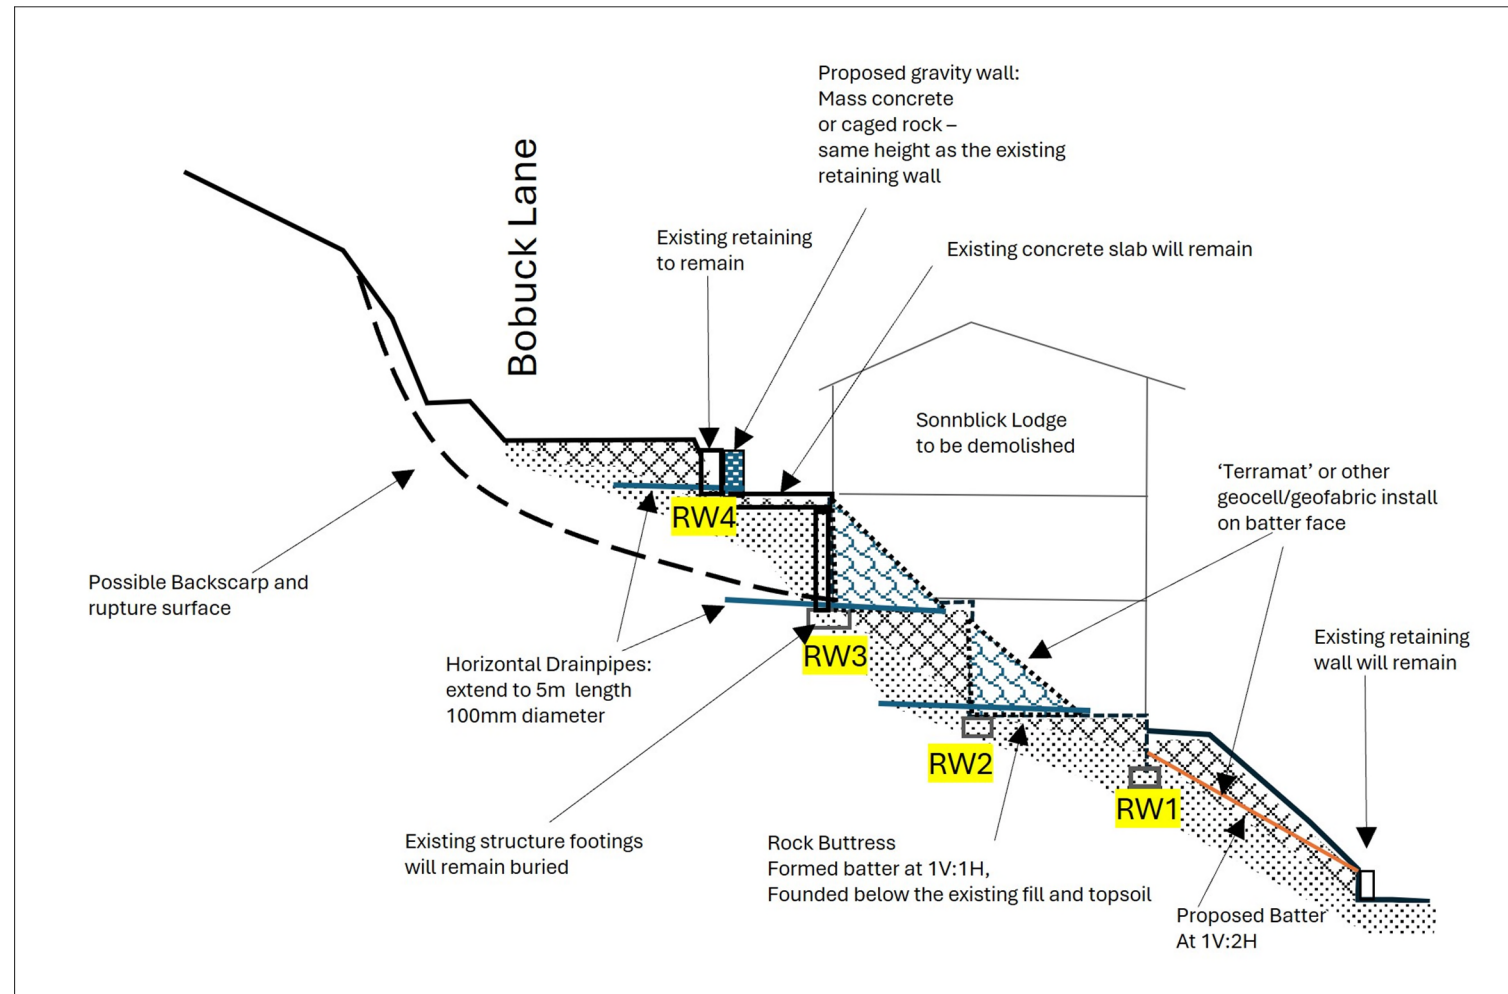 Proposed gravity wall:
Mass concrete
or caged rock –
same height as the existing
retaining wall
Bobuck Lane
Existing retaining
to remain
Existing concrete slab will remain
Sonnblick Lodge
to be demolished
‘Terramat’ or other
geocell/geofabric install
on batter face
RW4
Possible Backscarp and
rupture surface
Existing retaining
wall will remain
RW3
Horizontal Drainpipes:
extend to 5m length
100mm diameter
RW2
RW1
Existing structure footings
will remain buried
Rock Buttress
Formed batter at 1V:1H,
Founded below the existing fill and topsoil
Proposed Batter
At 1V:2H